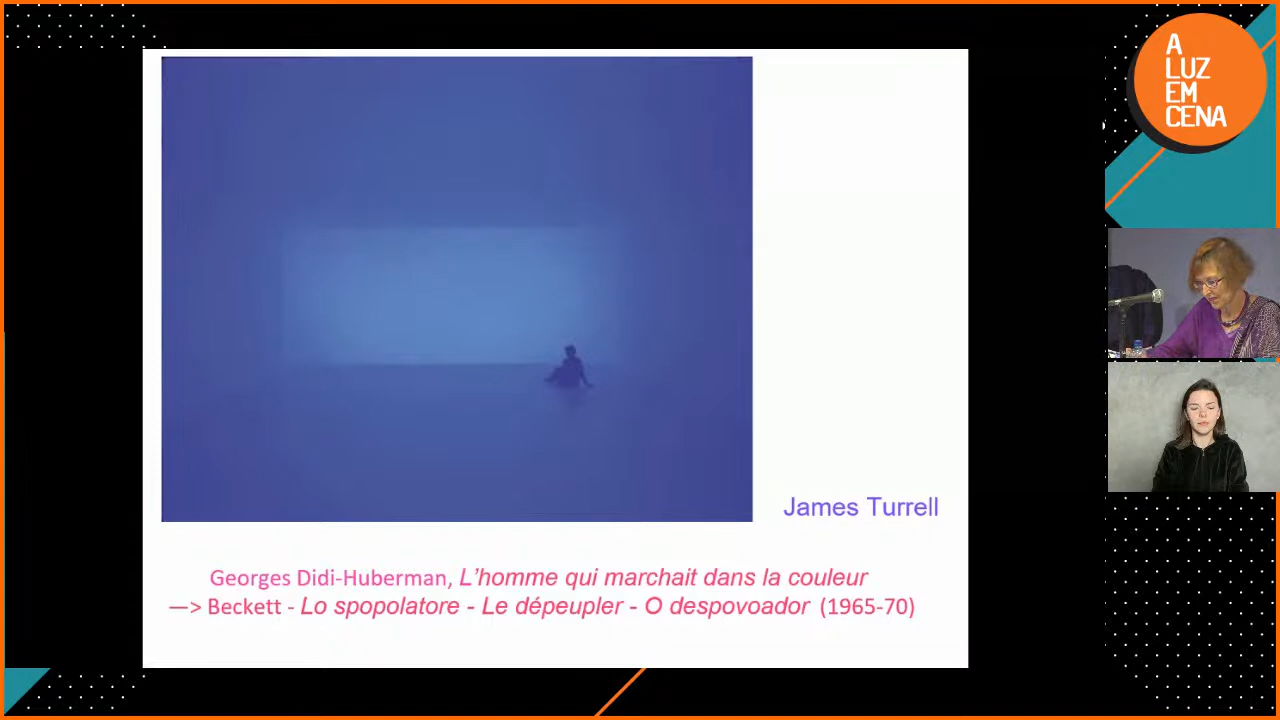 A
LUZ
EM
CENA
James Turrell
Georges Didi-Huberman, L'homme qui marchait dans la couleur
—> Beckett - Lo spopolatore - Le dépeupler - O despovoador (1965-70)